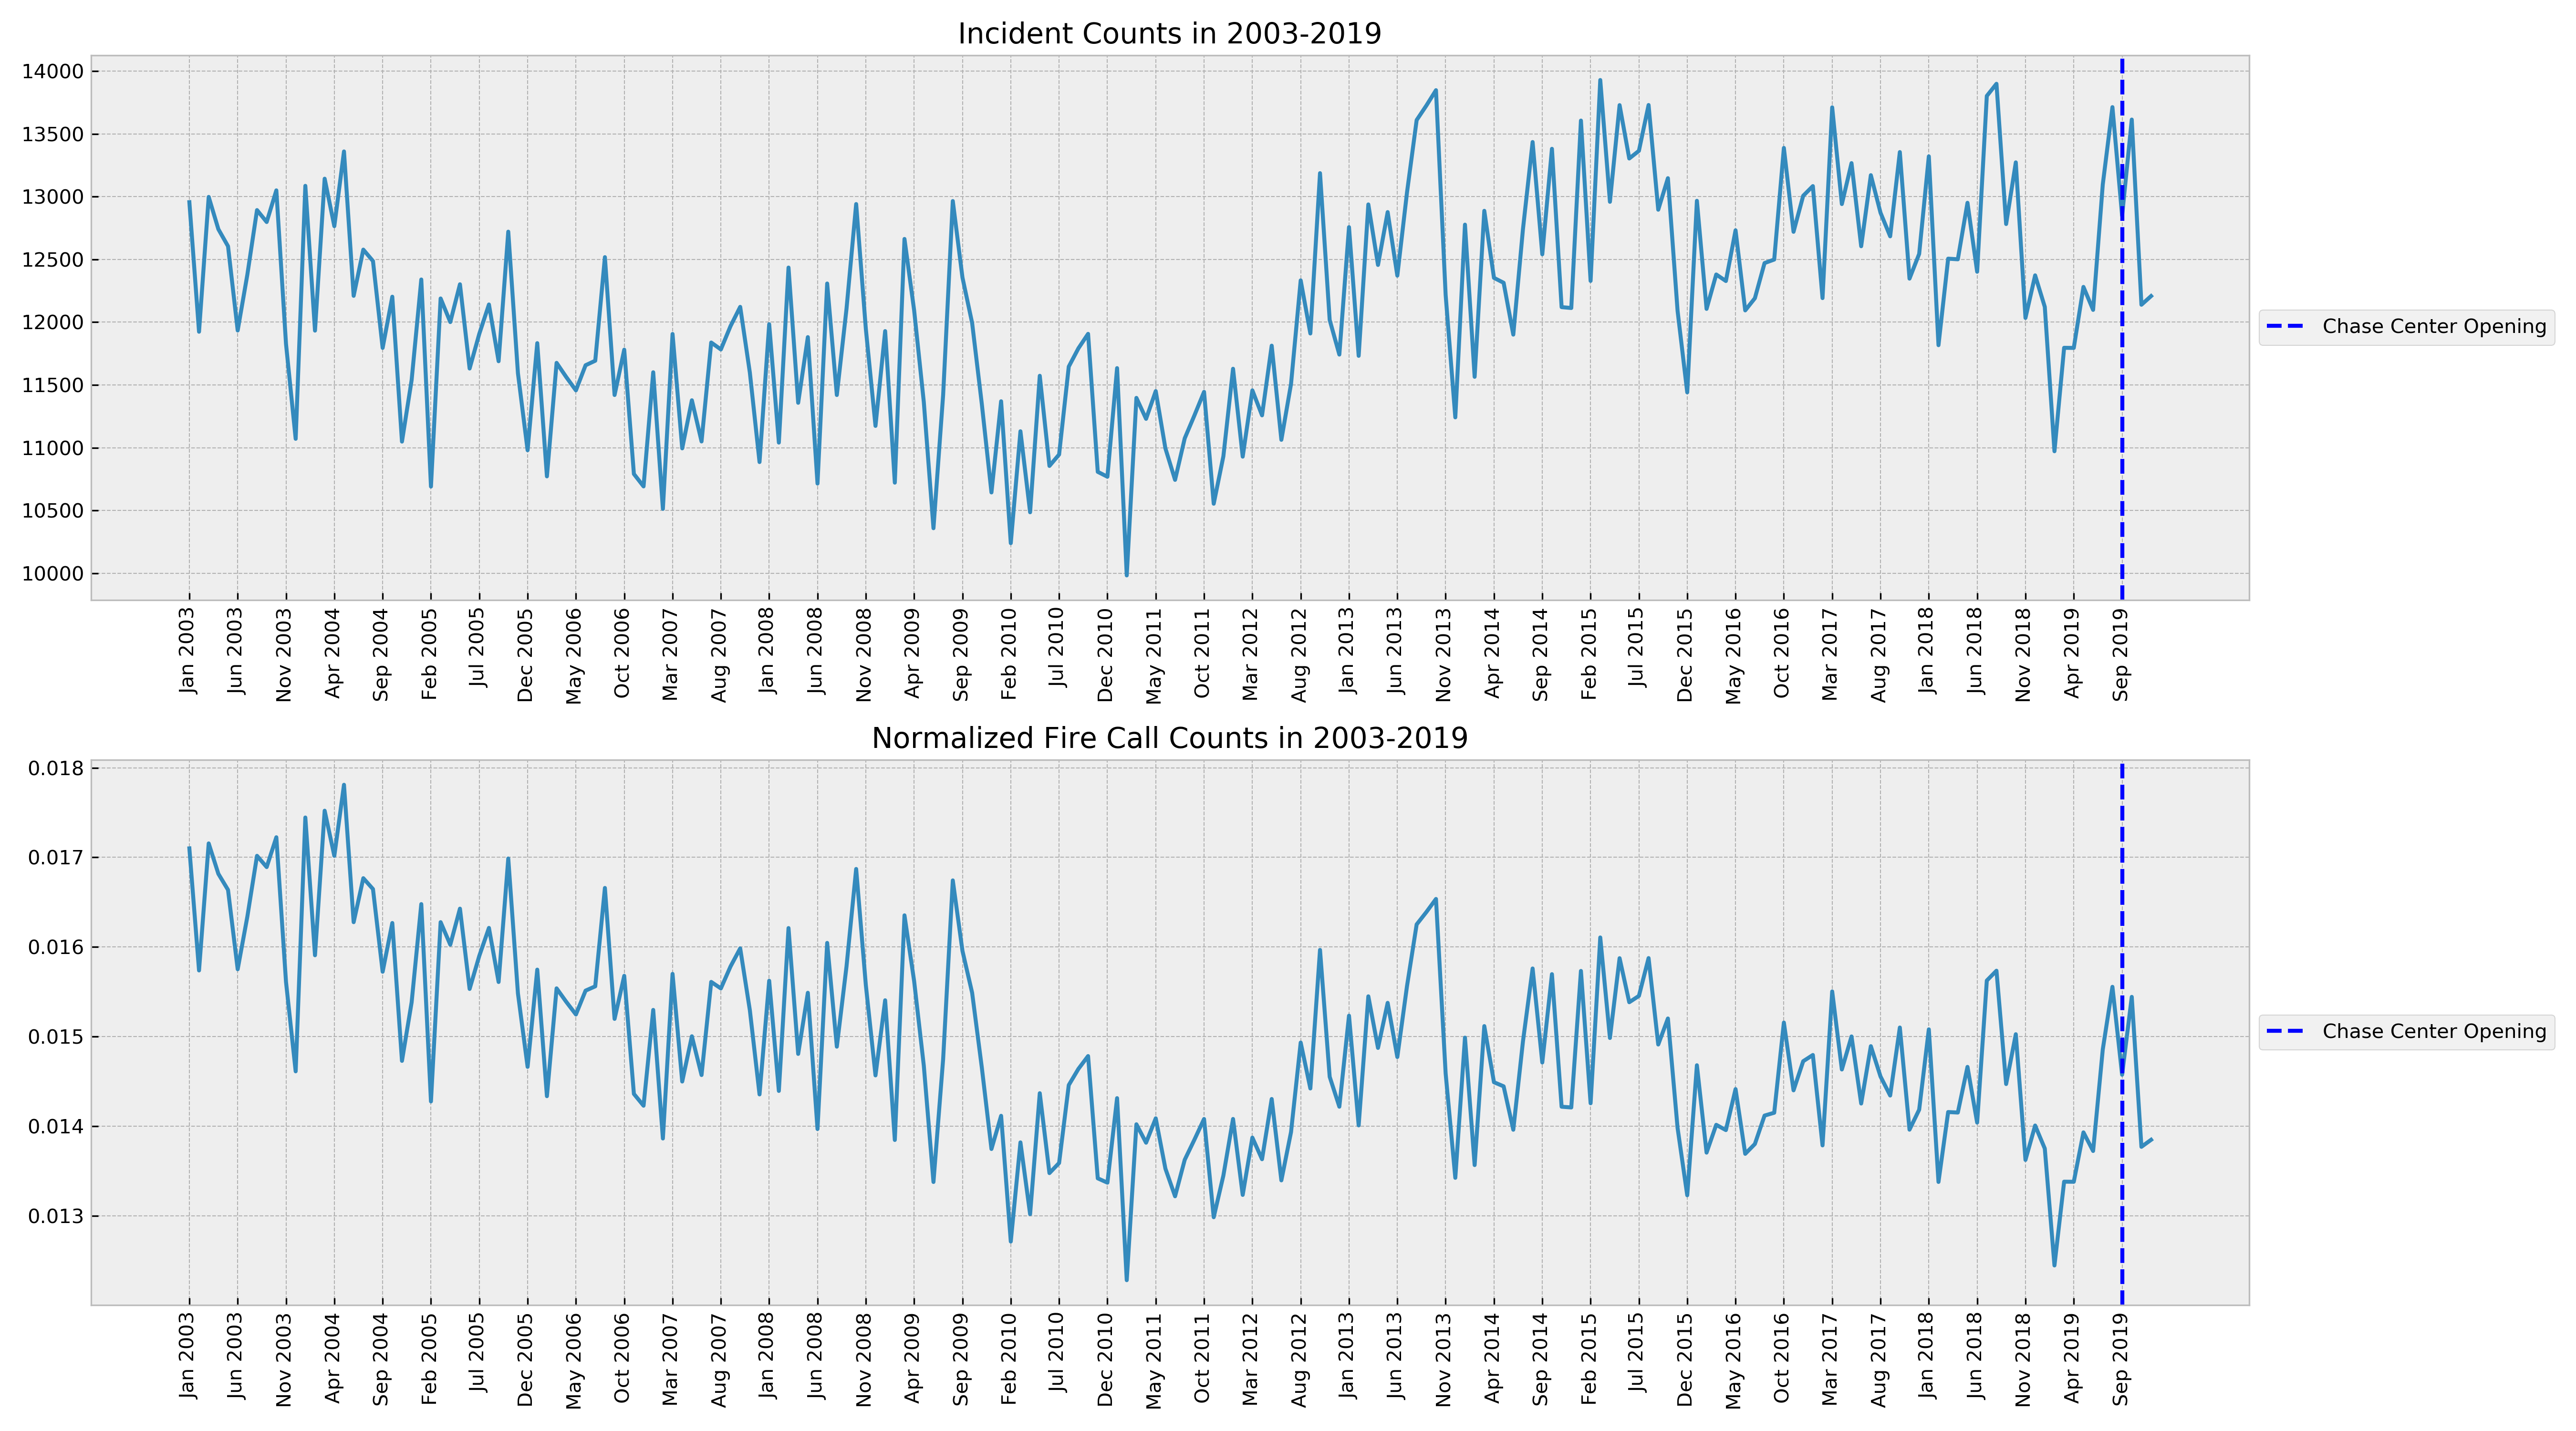 Incident Counts in 2003-2019
14000
13500
13000
12500
12000
11500
11000
10500
10000
Jan 2003
Jun 2003
Nov 2003
Apr 2004
Sep 2004
Feb 2005
Jul 2005
Dec 2005
May 2006
Oct 2006
Mar 2007
Aug 2007
Jan 2008
Jun 2008
Nov 2008
Apr 2009
Sep 2009
Feb 2010
Jul 2010
Dec 2010
May 2011
Oct 2011
Mar 2012
Aug 2012
Jan 2013
Jun 2013
Nov 2013
Apr 2014
Sep 2014
Feb 2015
Jul 2015
Dec 2015
May 2016
Oct 2016
Mar 2017
Aug 2017
Jan 2018
Jun 2018
Nov 2018
Apr 2019
Sep 2019
Chase Center Opening
Normalized Fire Call Counts in 2003-2019
0.018
0.017
0.016
0.015
0.014
0.013
Jan 2003
Jun 2003
Nov 2003
Apr 2004
Sep 2004
Feb 2005
Jul 2005
Dec 2005
May 2006
Oct 2006
Mar 2007
Aug 2007
Jan 2008
Jun 2008
Nov 2008
Apr 2009
Sep 2009
Feb 2010
Jul 2010
Dec 2010
May 2011
Oct 2011
Mar 2012
Aug 2012
Jan 2013
Jun 2013
Nov 2013
Apr 2014
Sep 2014
Feb 2015
Jul 2015
Dec 2015
May 2016
Oct 2016
Mar 2017
Aug 2017
Jan 2018
Jun 2018
Nov 2018
Apr 2019
Sep 2019
Chase Center Opening